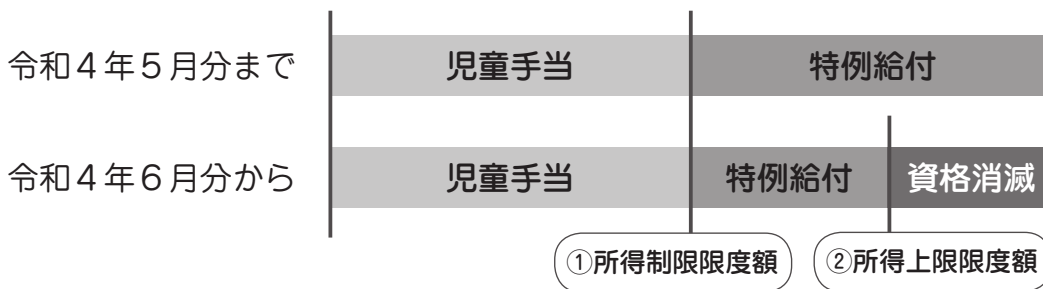 令和４年５月分まで 児童手当 特例給付
令和４年６月分から 児童手当 特例給付 資格消滅
①所得制限限度額 ②所得上限限度額